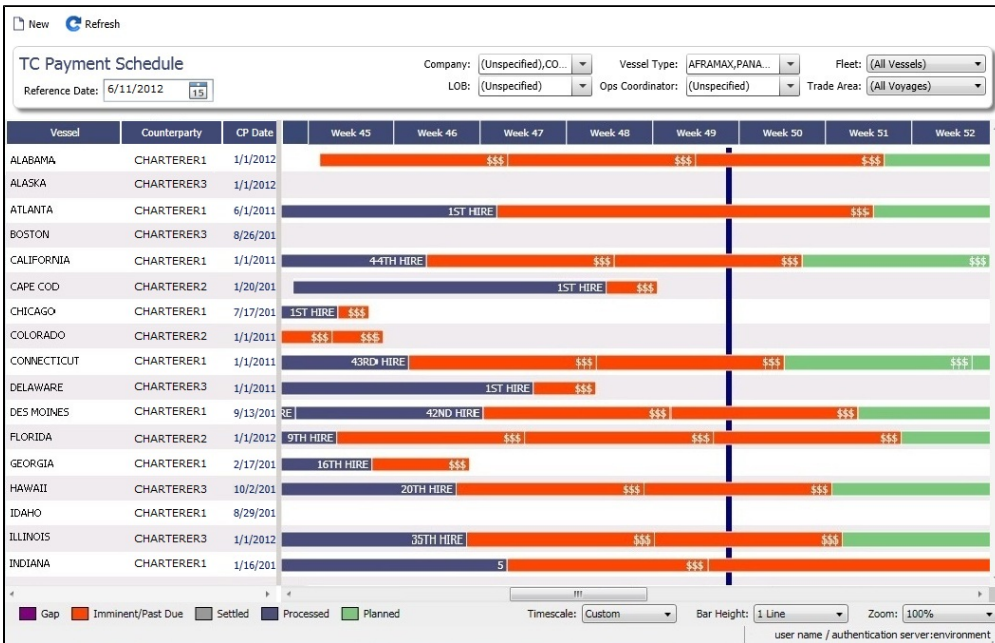 New Refresh
TC Payment Schedule
Company: (Unspecified),CO... Vessel Type: AFRAMAX,PANA... Fleet: (All Vessels)
Reference Date: 6/11/2012 15 LOB: (Unspecified) Ops Coordinator: (Unspecified) Trade Area: (All Voyages)
Vessel Counterparty CP Date Week 45 Week 46 Week 47 Week 48 Week 49 Week 50 Week 51 Week 52
ALABAMA CHARTERER1 1/1/2012 $$$ $$$ $$$
ALASKA CHARTERER3 1/1/2012
ATLANTA CHARTERER1 6/1/2011 1ST HIRE $$$
BOSTON CHARTERER3 8/26/201
CALIFORNIA CHARTERER1 1/1/2011 44TH HIRE $$$ $$$ $$$
CAPE COD CHARTERER2 1/20/201 1ST HIRE $$$
CHICAGO CHARTERER1 7/17/201 1ST HIRE $$$
COLORADO CHARTERER2 1/1/2011 $$$ $$$
CONNECTICUT CHARTERER1 1/1/2011 43RD HIRE $$$ $$$ $$$
DELAWARE CHARTERER3 1/1/2011 1ST HIRE $$$
DES MOINES CHARTERER1 9/13/201 RE 42ND HIRE $$$ $$$
FLORIDA CHARTERER2 1/1/2012 9TH HIRE $$$ $$$ $$$
GEORGIA CHARTERER1 2/17/201 16TH HIRE $$$
HAWAII CHARTERER3 10/2/201 20TH HIRE $$$ $$$
IDAHO CHARTERER1 8/29/201
ILLINOIS CHARTERER3 1/1/2012 35TH HIRE $$$ $$$
INDIANA CHARTERER1 1/16/201 5 $$$
Gap Imminent/Past Due Settled Processed Planned Timescale: Custom Bar Height: 1 Line Zoom: 100%
user name / authentication server:environment